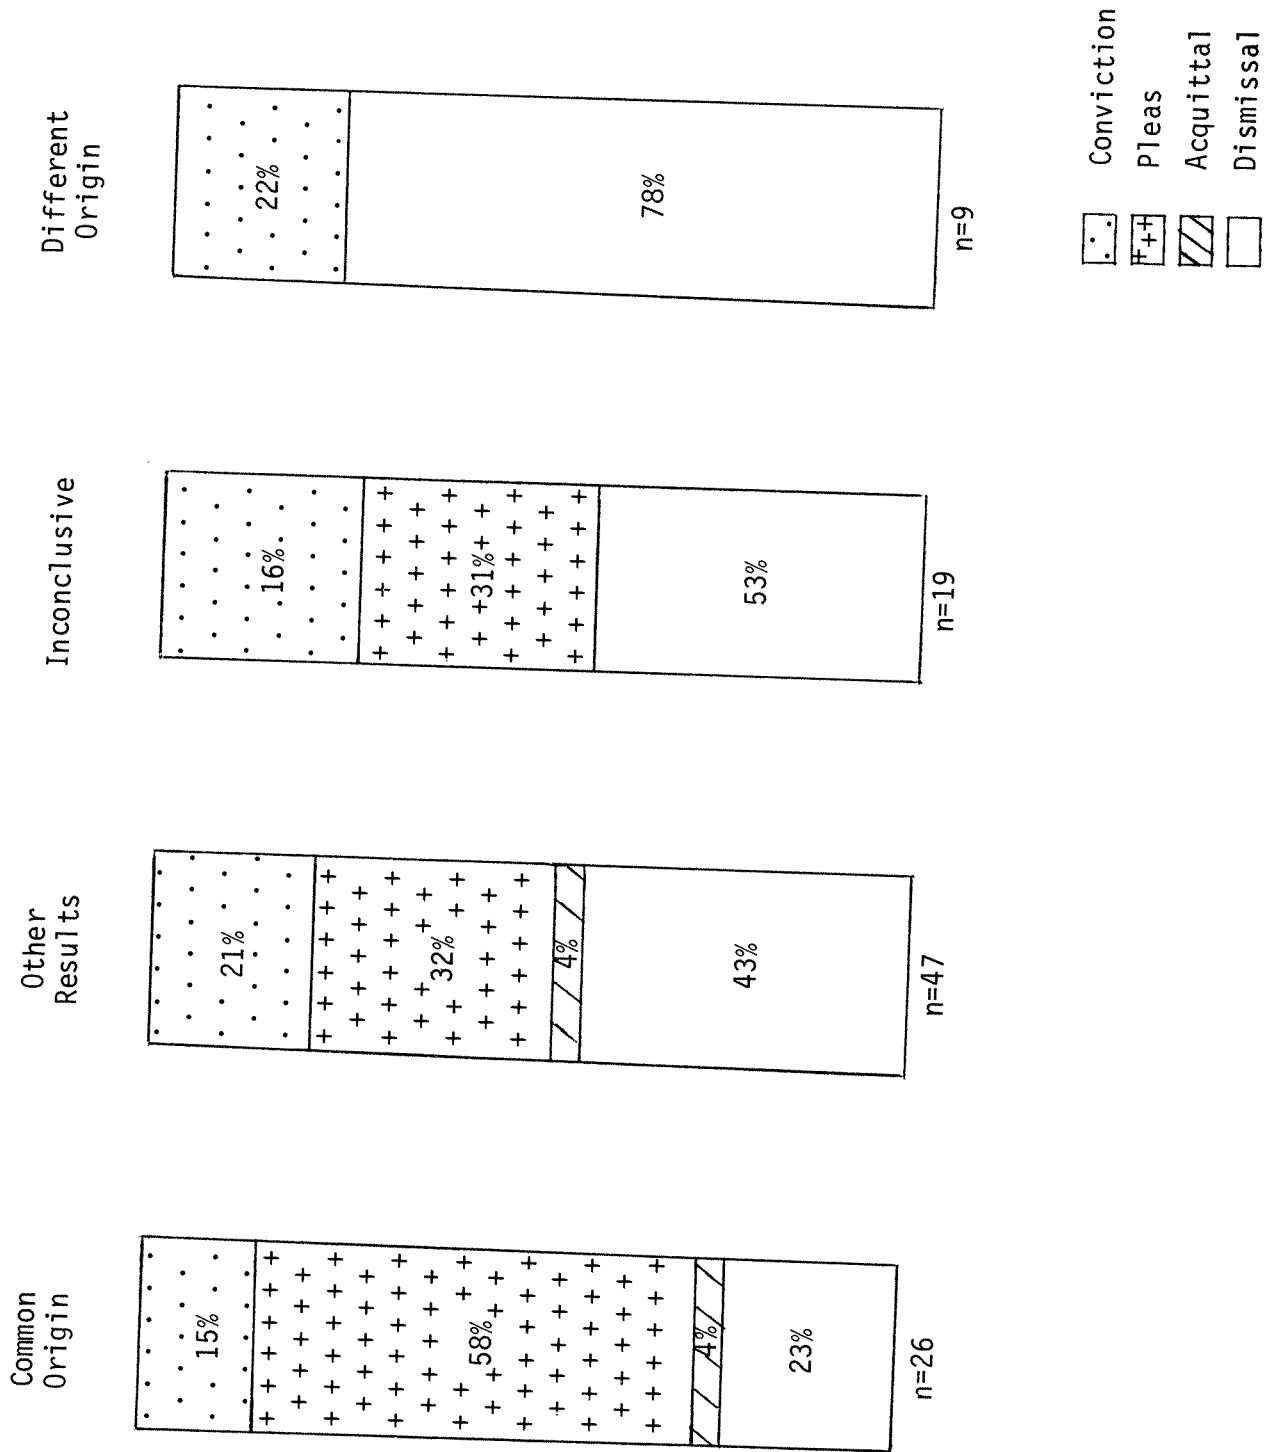 Common
Origin
15%
58%
4%
23%
n=26
Other
Results
21%
32%
4%
43%
n=47
Inconclusive
16%
31%
53%
n=19
Different
Origin
22%
78%
n=9
Conviction
Pleas
Acquittal
Dismissal